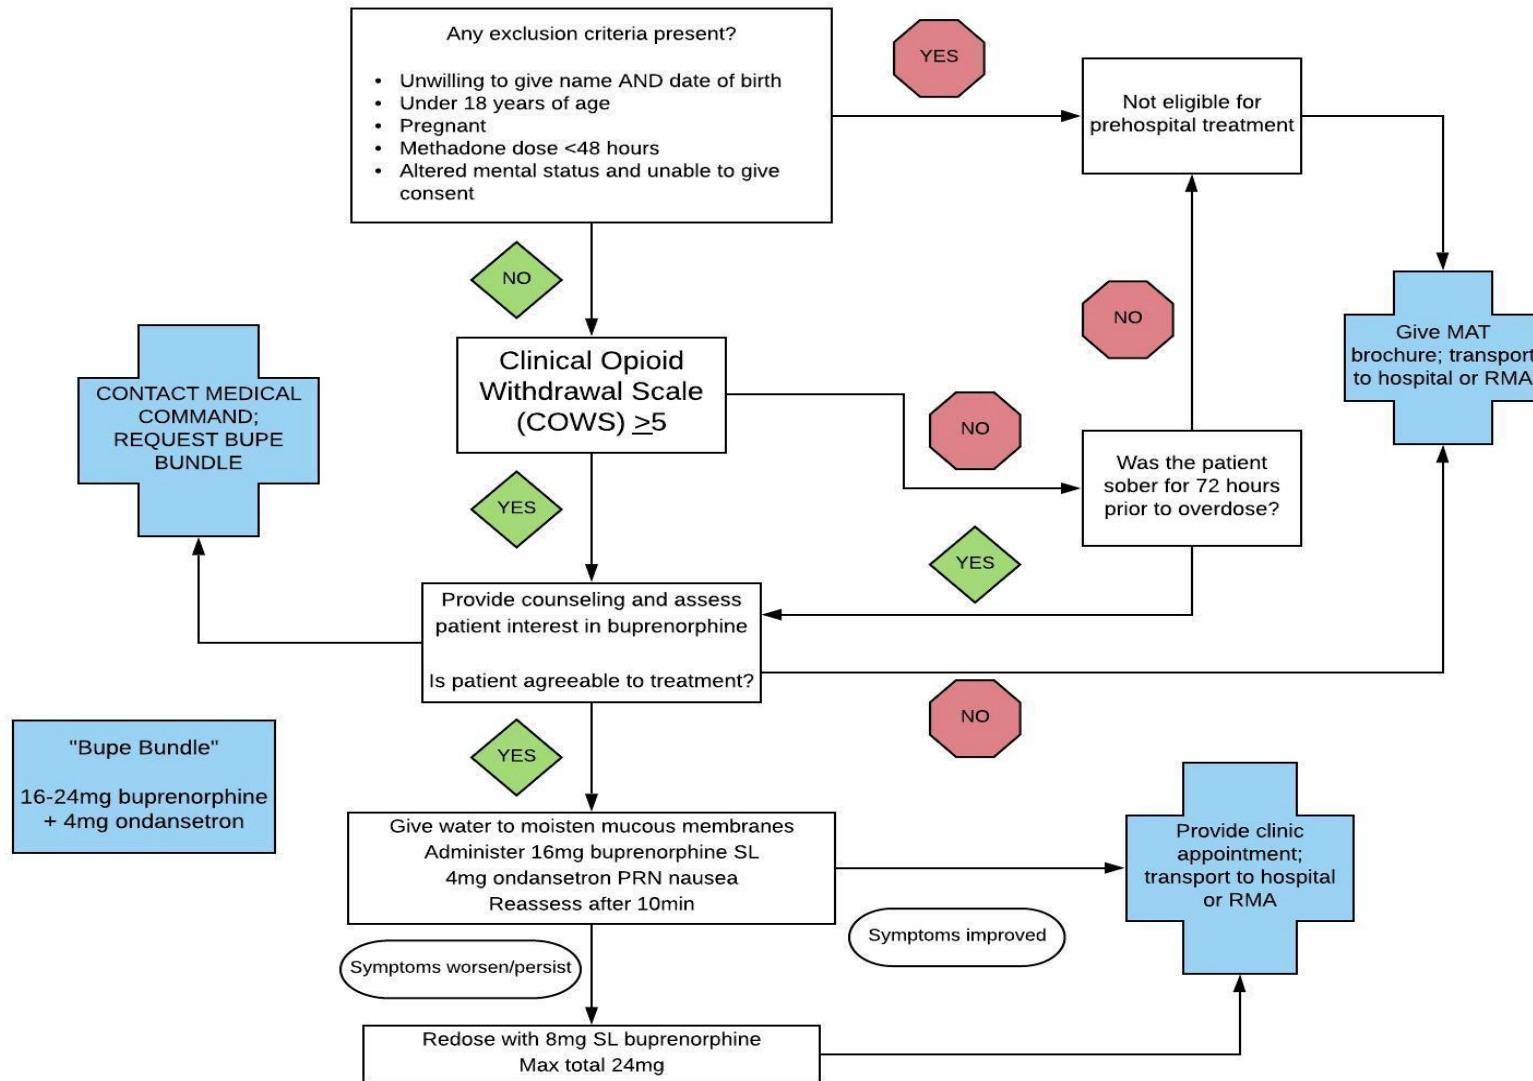 Any exclusion criteria present?
• Unwilling to give name AND date of birth
• Under 18 years of age
• Pregnant
• Methadone dose <48 hours
• Altered mental status and unable to give
consent
YES
Not eligible for
prehospital treatment
NO
NO
Give MAT
brochure; transport
to hospital or RMA
Clinical Opioid
Withdrawal Scale
(COWS) ≥5
CONTACT MEDICAL
COMMAND;
REQUEST BUPE
BUNDLE
NO
Was the patient
sober for 72 hours
prior to overdose?
YES
YES
Provide counseling and assess
patient interest in buprenorphine
Is patient agreeable to treatment?
NO
YES
"Bupe Bundle"
16-24mg buprenorphine
+ 4mg ondansetron
Give water to moisten mucous membranes
Administer 16mg buprenorphine SL
4mg ondansetron PRN nausea
Reassess after 10min
Provide clinic
appointment;
transport to hospital
or RMA
Symptoms improved
Symptoms worsen/persist
Redose with 8mg SL buprenorphine
Max total 24mg